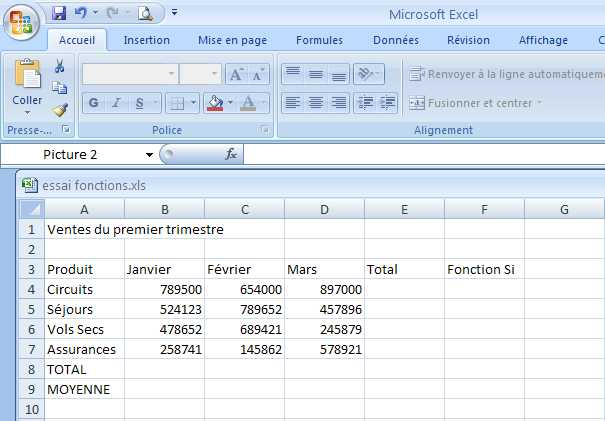 Microsoft Excel
Accueil Insertion Mise en page Formules Données Révision Affichage C
Coller
G I S A A A
Renvoyer à la ligne automatiqueme
Fusionner et centrer
Presse-... Police Alignement
Picture 2 fx
essai fonctions.xls
A B C D E F G
1 Ventes du premier trimestre
2
3 Produit Janvier Février Mars Total Fonction Si
4 Circuits 789500 654000 897000
5 Séjours 524123 789652 457896
6 Vols Secs 478652 689421 245879
7 Assurances 258741 145862 578921
8 TOTAL
9 MOYENNE
10